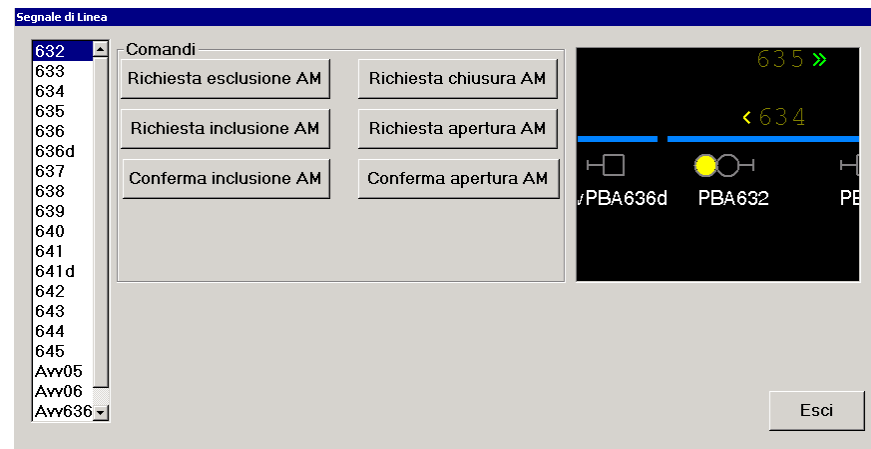 Segnale di Linea
632
633
634
635
636
636d
637
638
639
640
641
641d
642
643
644
645
Avv05
Avv06
Avv636
Comandi
Richiesta esclusione AM
Richiesta chiusura AM
Richiesta inclusione AM
Richiesta apertura AM
Conferma inclusione AM
Conferma apertura AM
635 »
< 634
vPBA636d
PBA632
PE
Esci